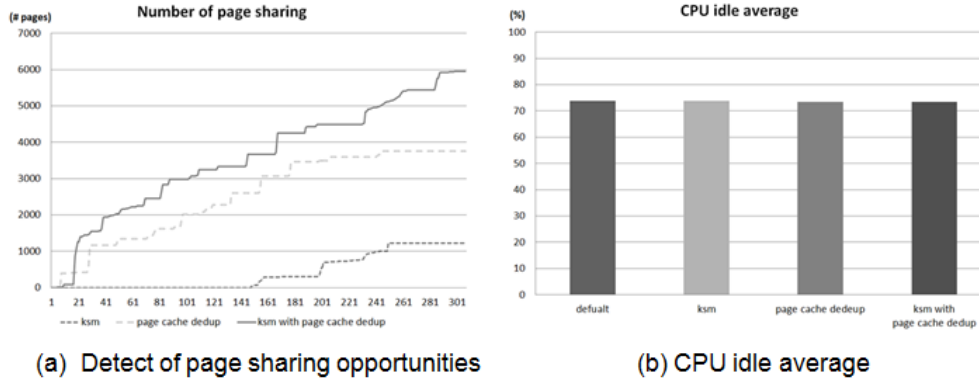 Number of page sharing
(# pages)
7000
6000
5000
4000
3000
2000
1000
0
1 21 41 61 81 101 121 141 161 181 201 221 241 261 281 301
ksm page cache dedup ksm with page cache dedup
(a) Detect of page sharing opportunities
CPU idle average
(%)
100
90
80
70
60
50
40
30
20
10
0
defualt ksm page cache dedeup ksm with
page cache dedup
(b) CPU idle average